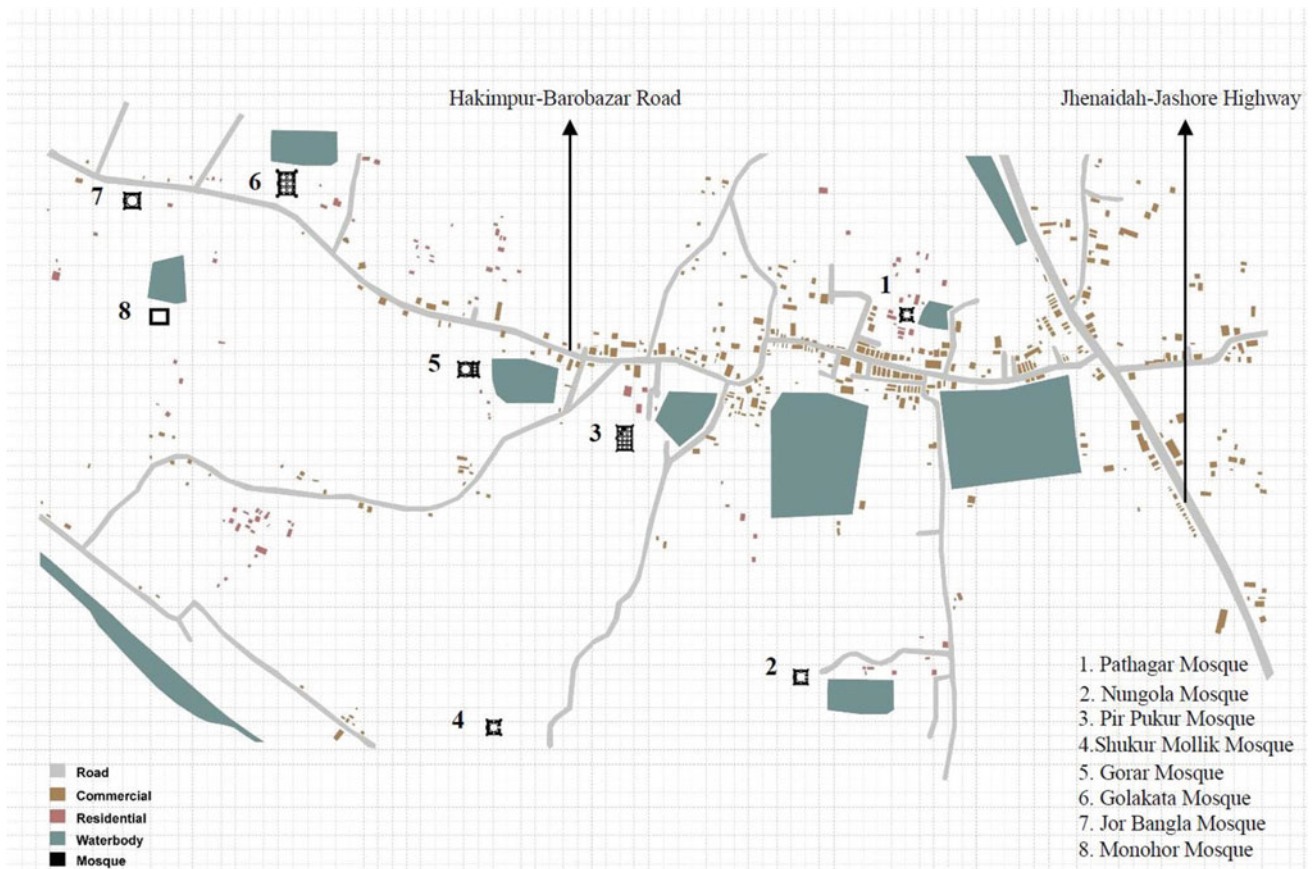 Hakimpur-Barobazar Road
Jhenaidah-Jashore Highway
6
7
1
8
5
3
2
4
1. Pathagar Mosque
2. Nungola Mosque
3. Pir Pukur Mosque
4.Shukur Mollik Mosque
5. Gorar Mosque
6. Golakata Mosque
7. Jor Bangla Mosque
8. Monohor Mosque
Road
Commercial
Residential
Waterbody
Mosque